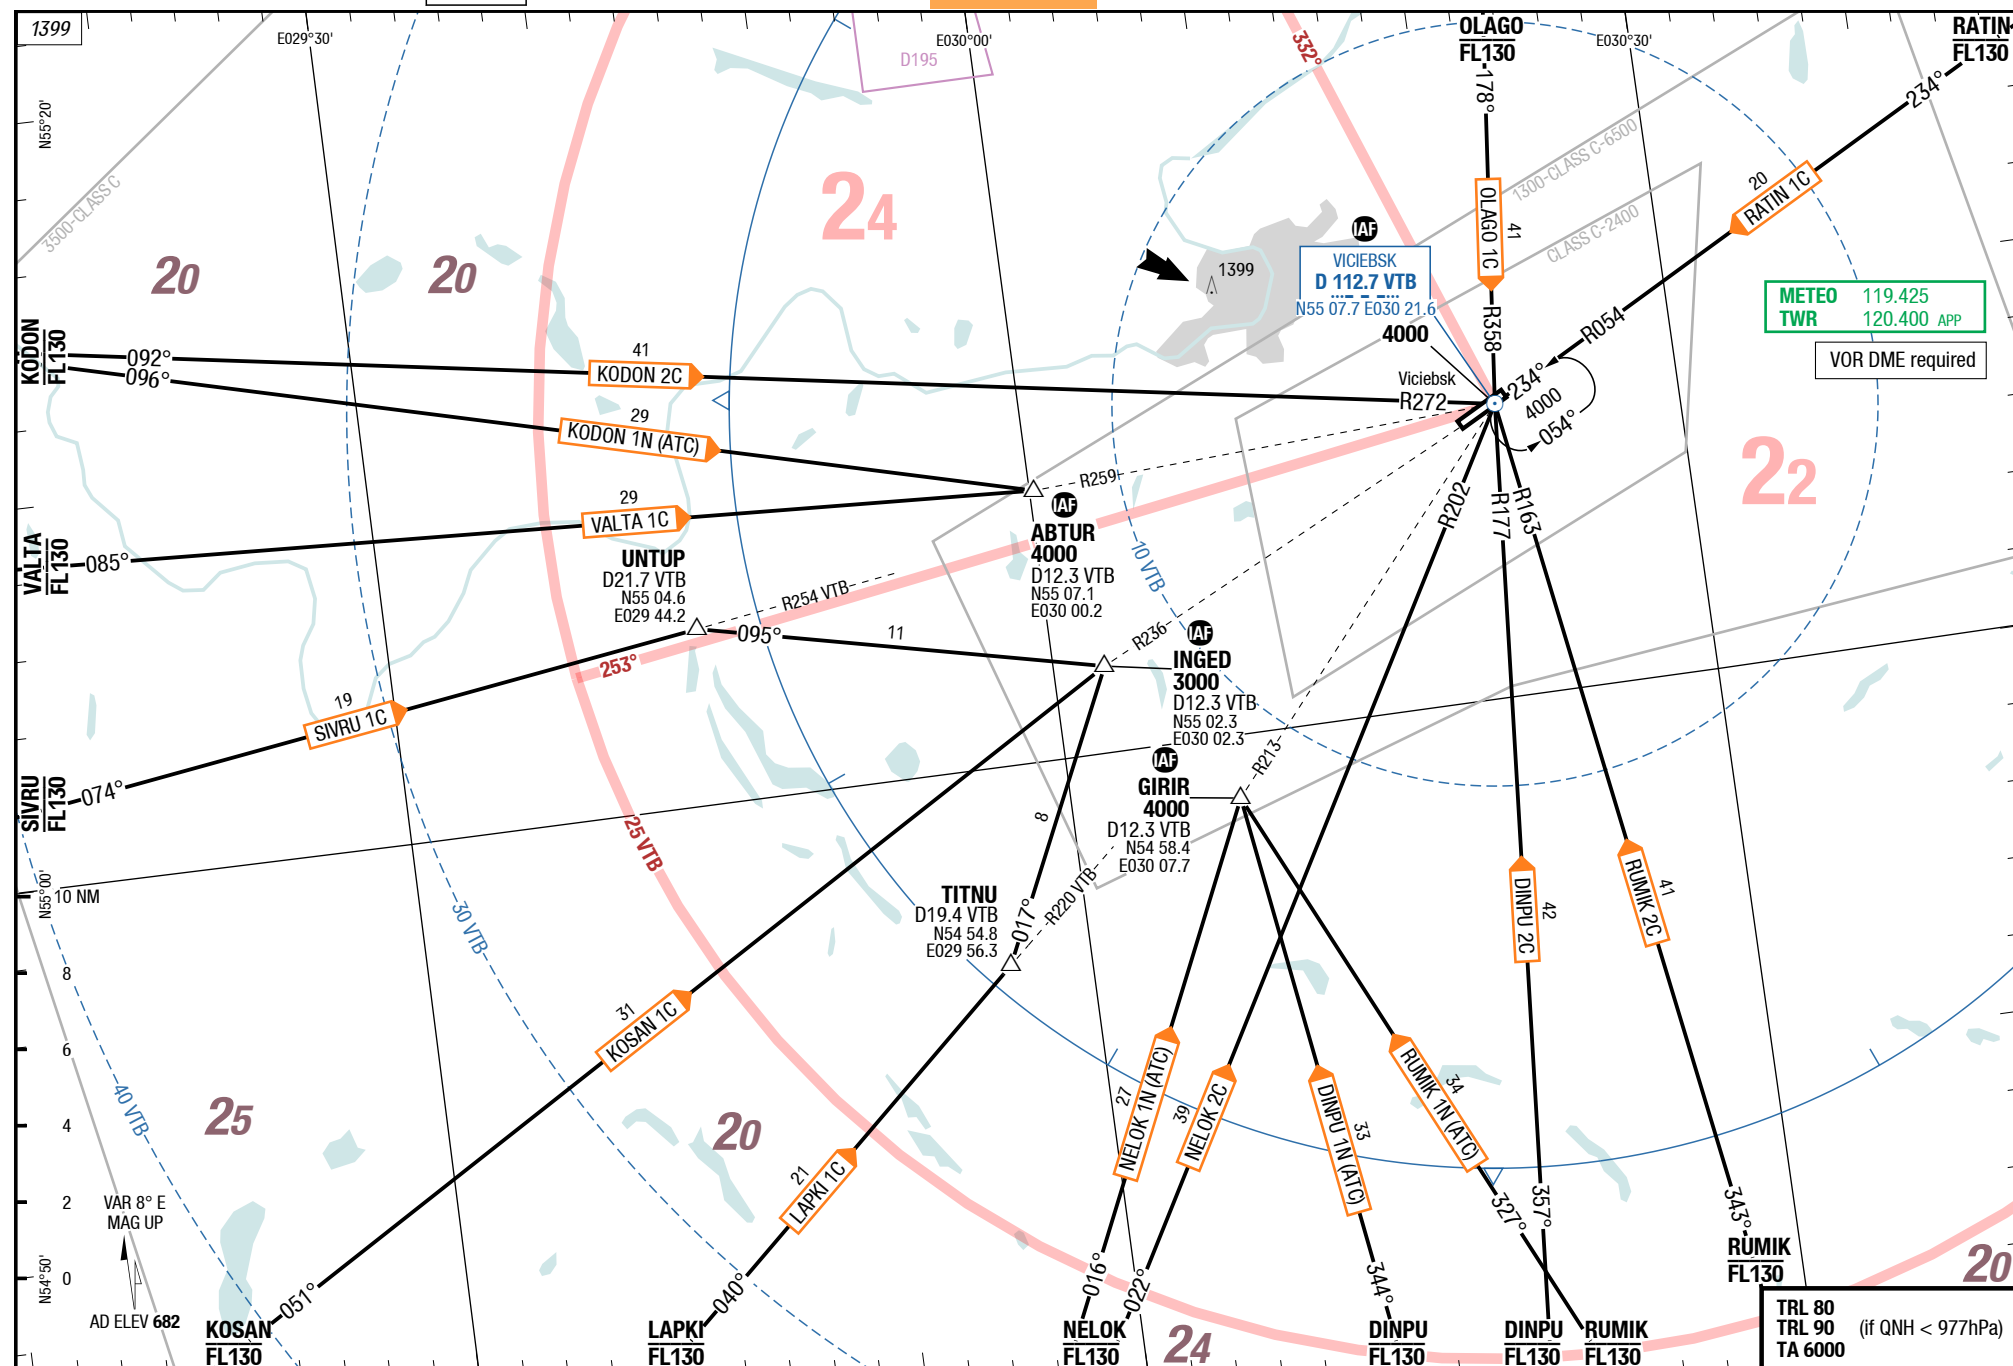 1399
E029°30'
E030°00'
E030°30'
D195
332°
OLAGO
FL130
RATIN
FL130
178°
234°
N55°20'
3500-CLASS C
24
20
20
1300-CLASS C-6500
CLASS C-2400
OLAGO 1C
41
20
RATIN 1C
IAF
1399
VICIEBSK
D 112.7 VTB
N55 07.7 E030 21.6
4000
R358
R054
METEO 119.425
TWR 120.400 APP
VOR DME required
KODON
FL130
092°
096°
41
KODON 2C
29
KODON 1N (ATC)
Viciebsk
R272
234°
4000
054°
22
29
VALTA 1C
VALTA
FL130
085°
R259
IAF
ABTUR
4000
D12.3 VTB
N55 07.1
E030 00.2
10 VTB
R202
R177
R163
UNTUP
D21.7 VTB
N55 04.6
E029 44.2
R254 VTB
095°
11
253°
R236
IAF
INGED
3000
D12.3 VTB
N55 02.3
E030 02.3
19
SIVRU 1C
SIVRU
FL130
074°
R213
IAF
GIRIR
4000
D12.3 VTB
N54 58.4
E030 07.7
25 VTB
8
TITNU
D19.4 VTB
N54 54.8
E029 56.3
017°
R220 VTB
N55°00'
10 NM
30 VTB
DINPU 2C
42
RUMIK 2C
41
8
6
4
2
0
31
KOSAN 1C
40 VTB
25
20
21
LAPKI 1C
27
NELOK 1N (ATC)
39
NELOK 2C
DINPU 1N (ATC)
33
RUMIK 1N (ATC)
34
VAR 8° E
MAG UP
N54°50'
AD ELEV 682
051°
040°
016°
022°
344°
357°
327°
343°
KOSAN
FL130
LAPKI
FL130
NELOK
FL130
24
DINPU
FL130
DINPU
FL130
RUMIK
FL130
RUMIK
FL130
20
TRL 80
TRL 90 (if QNH < 977hPa)
TA 6000